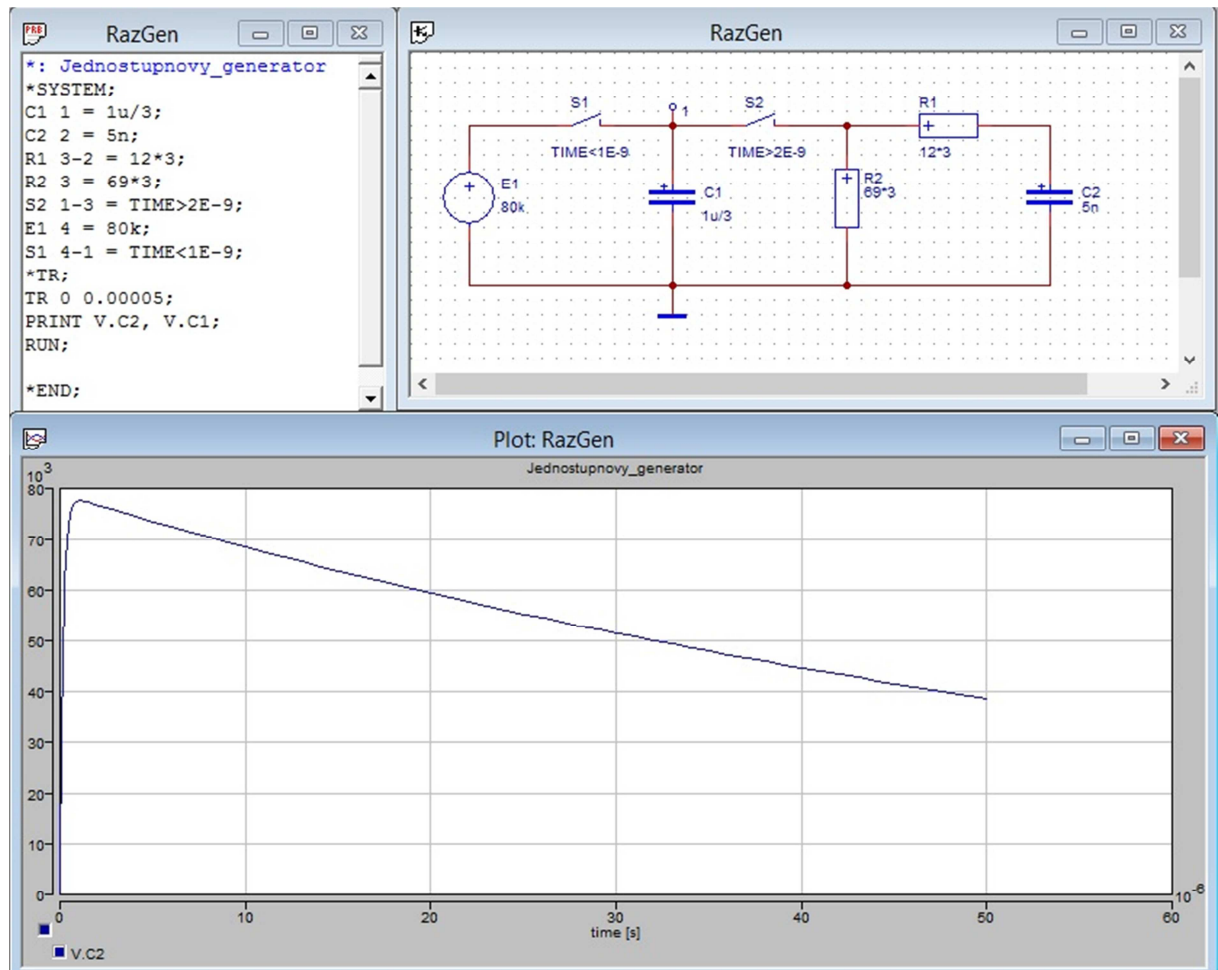 RazGen
*: Jednostupnovy_generator
*SYSTEM;
C1 1 = 1u/3;
C2 2 = 5n;
R1 3-2 = 12*3;
R2 3 = 69*3;
S2 1-3 = TIME>2E-9;
E1 4 = 80k;
S1 4-1 = TIME<1E-9;
*TR;
TR 0 0.00005;
PRINT V.C2, V.C1;
RUN;
*END;
RazGen
S1
1
S2
R1
TIME<1E-9
TIME>2E-9
12*3
E1
80k
C1
1u/3
R2
69*3
C2
5n
Plot: RazGen
Jednostupnovy_generator
10^3
80
70
60
50
40
30
20
10
0
0 10 20 30 40 50 60
10^-6
time [s]
V.C2